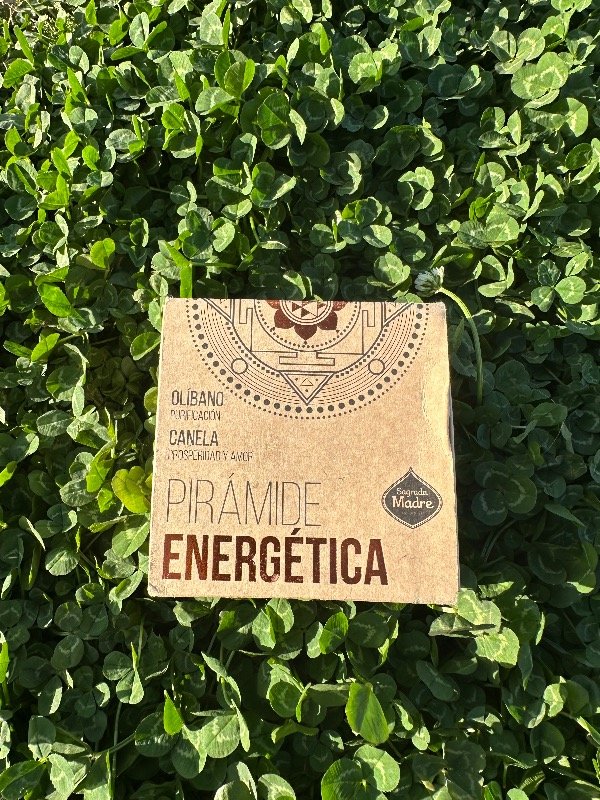 OLÍBANO
PURIFICACIÓN
CANELA
PROSPERIDAD Y AMOR
PIRÁMIDE
ENERGÉTICA
Sagrada
Madre